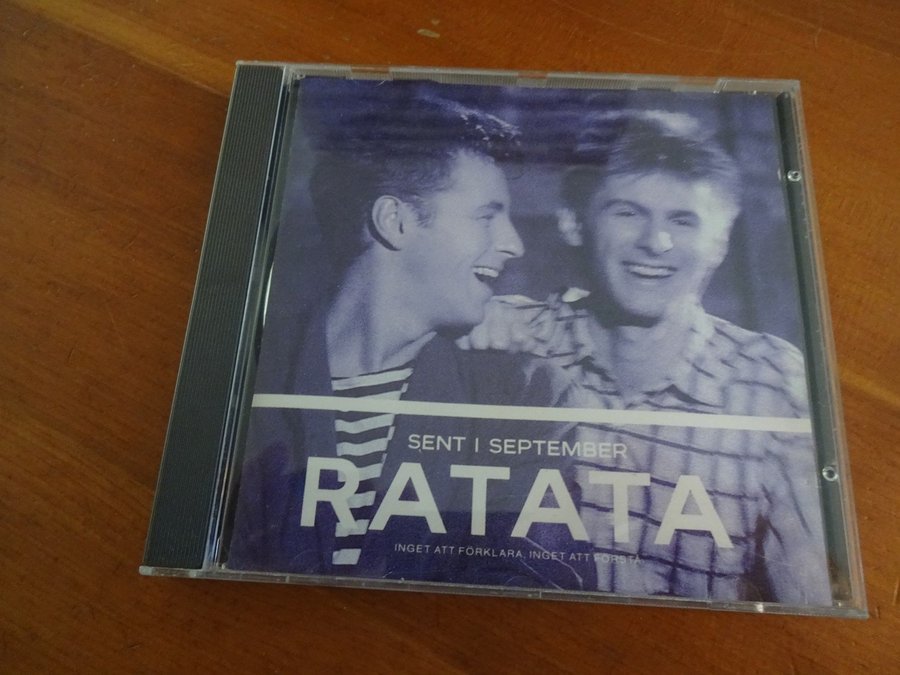 SENT I SEPTEMBER
RATATA
INGET ATT FÖRKLARA. INGET ATT FÖRSTÅ.